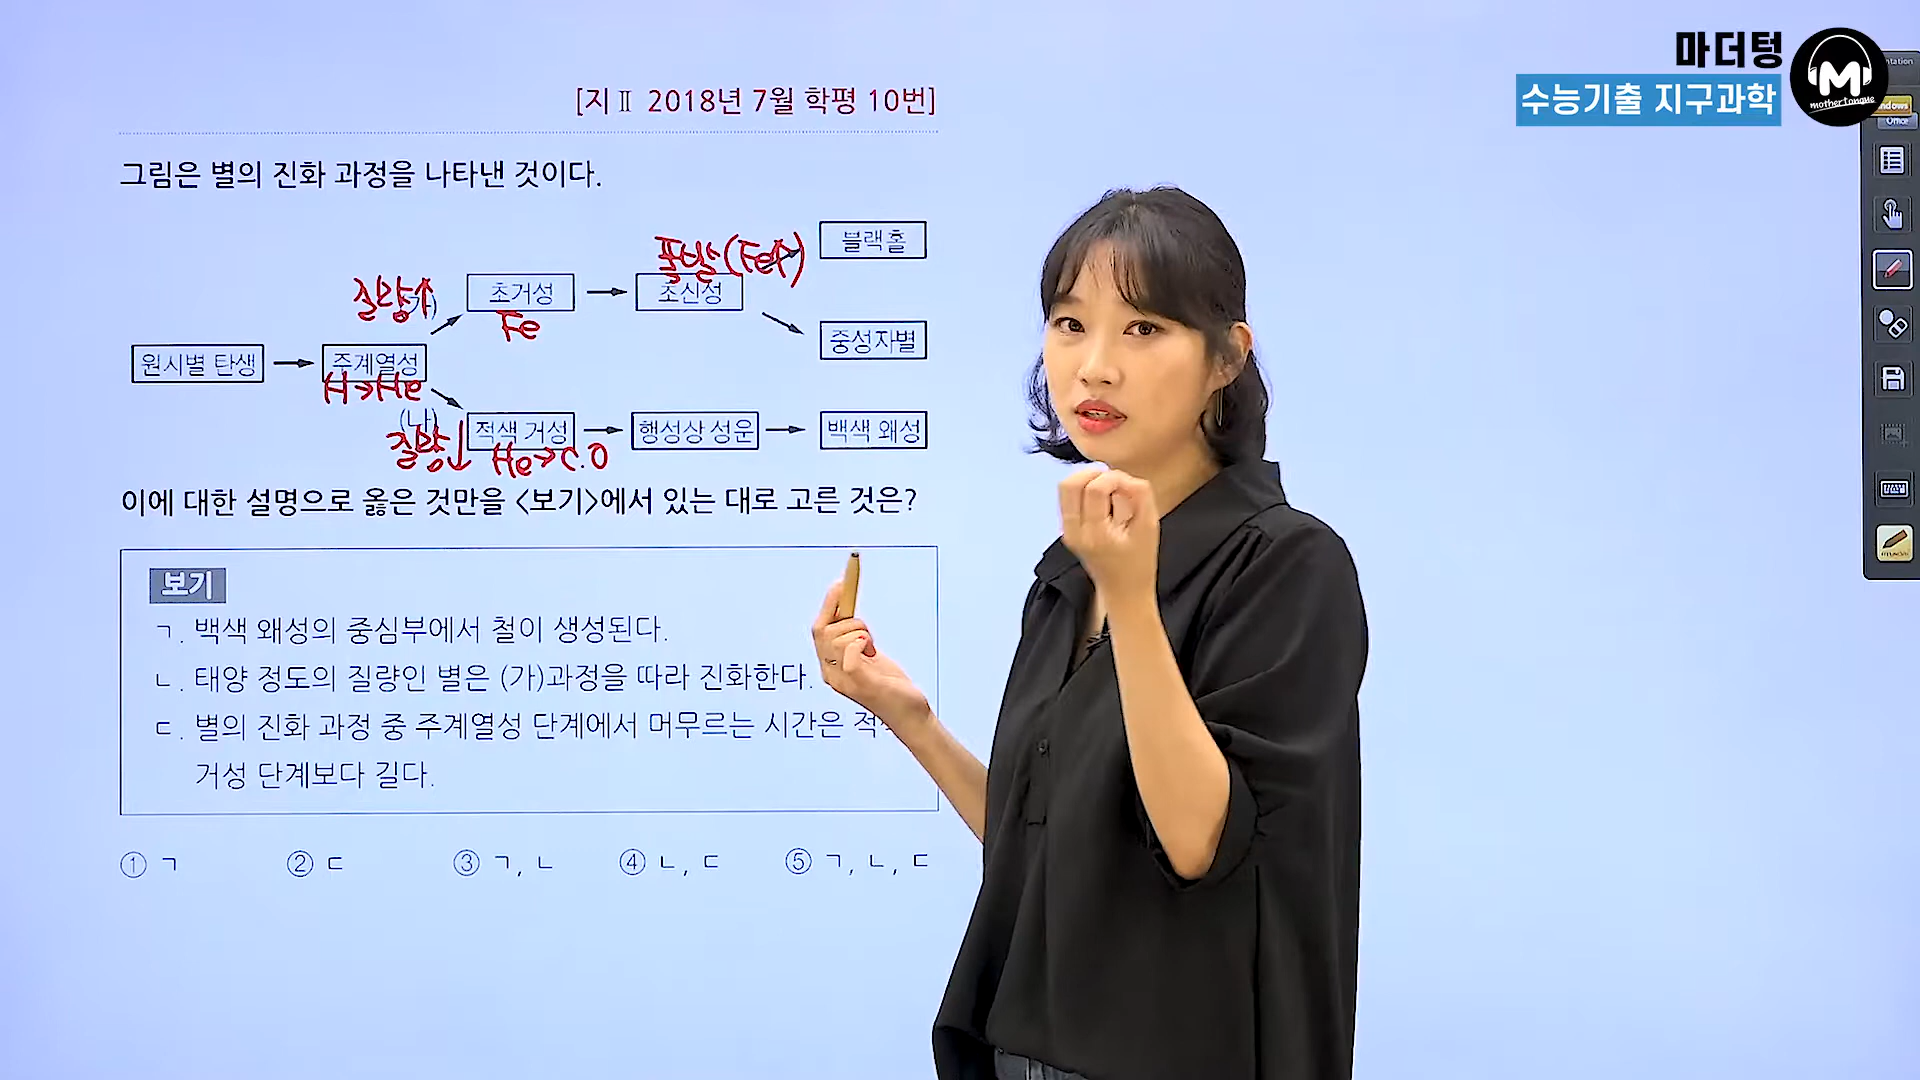 마더텅
수능기출 지구과학
M
mothertongue
[지Ⅱ 2018년 7월 학평 10번]
그림은 별의 진화 과정을 나타낸 것이다.
블랙홀
폭발(Fe↑)
질량↑
초거성
초신성
Fe
중성자별
원시별 탄생
주계열성
H→He
(나)
질량↓
적색 거성
행성상 성운
백색 왜성
He→C.O
이에 대한 설명으로 옳은 것만을 <보기>에서 있는 대로 고른 것은?
보기
ㄱ. 백색 왜성의 중심부에서 철이 생성된다.
ㄴ. 태양 정도의 질량인 별은 (가)과정을 따라 진화한다.
ㄷ. 별의 진화 과정 중 주계열성 단계에서 머무르는 시간은
거성 단계보다 길다.
① ㄱ ② ㄷ ③ ㄱ, ㄴ ④ ㄴ, ㄷ ⑤ ㄱ, ㄴ, ㄷ
Office